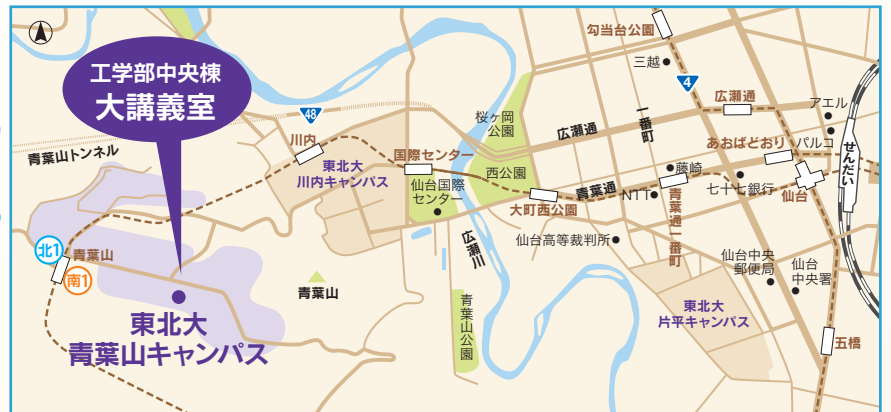 工学部中央棟
大講義室
48
川内
青葉山トンネル
東北大
川内キャンパス
国際センター
仙台国際
センター
桜ヶ岡
公園
西公園
大町西公園
広瀬通
青葉通
一番町
勾当台公園
三越
4
広瀬通
アエル
あおばどおり
パルコ
せんだい
藤崎
NTT
七十七銀行
仙台
青葉通一番町
仙台高等裁判所
広瀬川
仙台中央
郵便局
仙台
中央署
北1
青葉山
南1
青葉山
青葉山公園
東北大
片平キャンパス
五橋
東北大
青葉山キャンパス